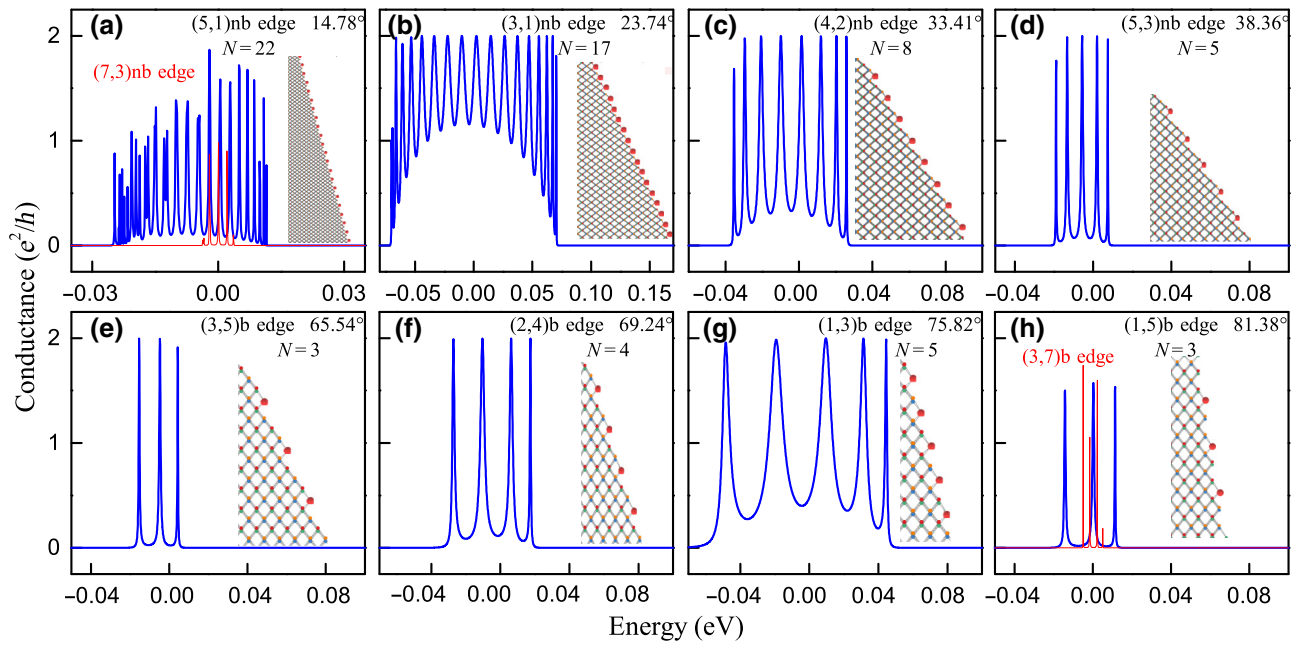 (a) (5,1)nb edge 14.78°
N=22
(7,3)nb edge
(b) (3,1)nb edge 23.74°
N=17
(c) (4,2)nb edge 33.41°
N=8
(d) (5,3)nb edge 38.36°
N=5
2
1
0
−0.03 0.00 0.03
−0.05 0.00 0.05 0.10 0.15
−0.04 0.00 0.04 0.08
−0.04 0.00 0.04 0.08
(e) (3,5)b edge 65.54°
N=3
(f) (2,4)b edge 69.24°
N=4
(g) (1,3)b edge 75.82°
N=5
(h) (1,5)b edge 81.38°
N=3
(3,7)b edge
2
1
0
−0.04 0.00 0.04 0.08
−0.04 0.00 0.04 0.08
−0.04 0.00 0.04 0.08
−0.04 0.00 0.04 0.08
Conductance (e²/h)
Energy (eV)